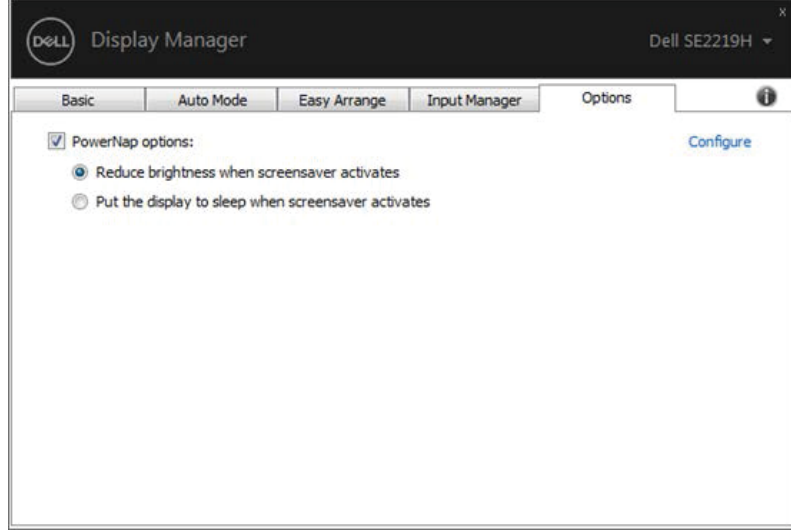 x
DELL Display Manager Dell SE2219H
Basic Auto Mode Easy Arrange Input Manager Options i
PowerNap options: Configure
Reduce brightness when screensaver activates
Put the display to sleep when screensaver activates